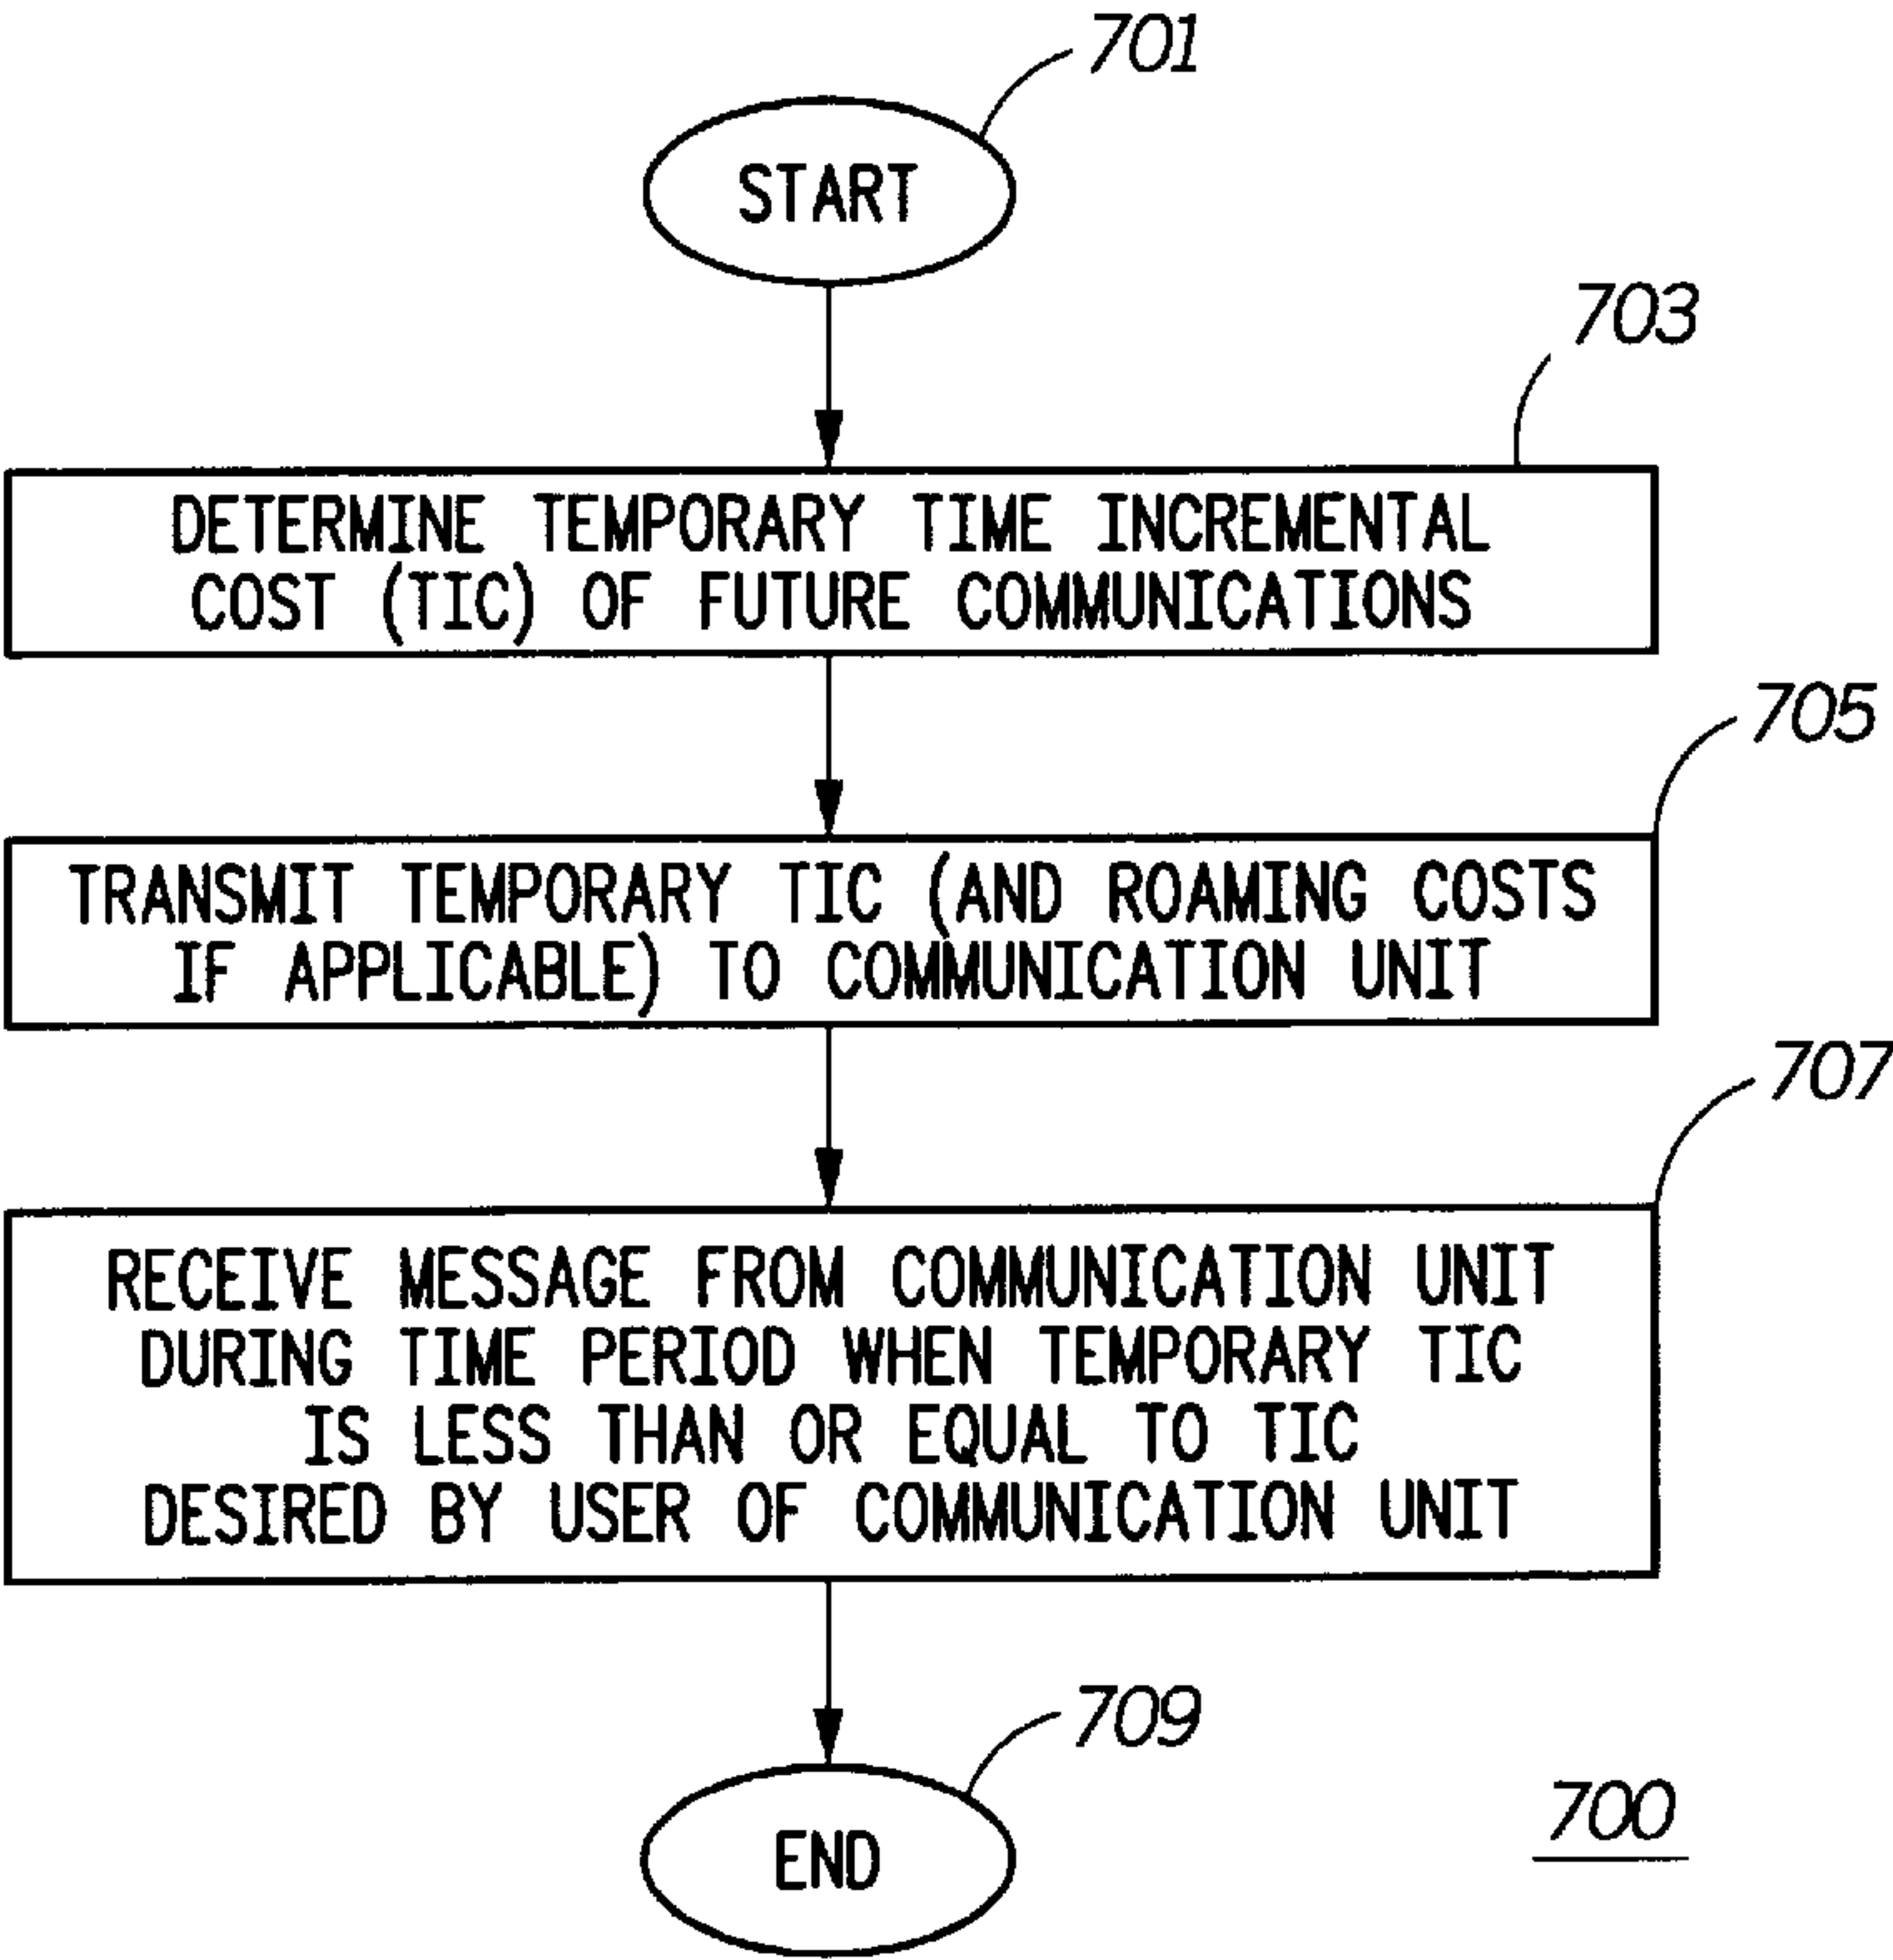 701
START
703
DETERMINE TEMPORARY TIME INCREMENTAL
COST (TIC) OF FUTURE COMMUNICATIONS
705
TRANSMIT TEMPORARY TIC (AND ROAMING COSTS
IF APPLICABLE) TO COMMUNICATION UNIT
707
RECEIVE MESSAGE FROM COMMUNICATION UNIT
DURING TIME PERIOD WHEN TEMPORARY TIC
IS LESS THAN OR EQUAL TO TIC
DESIRED BY USER OF COMMUNICATION UNIT
709
END
700